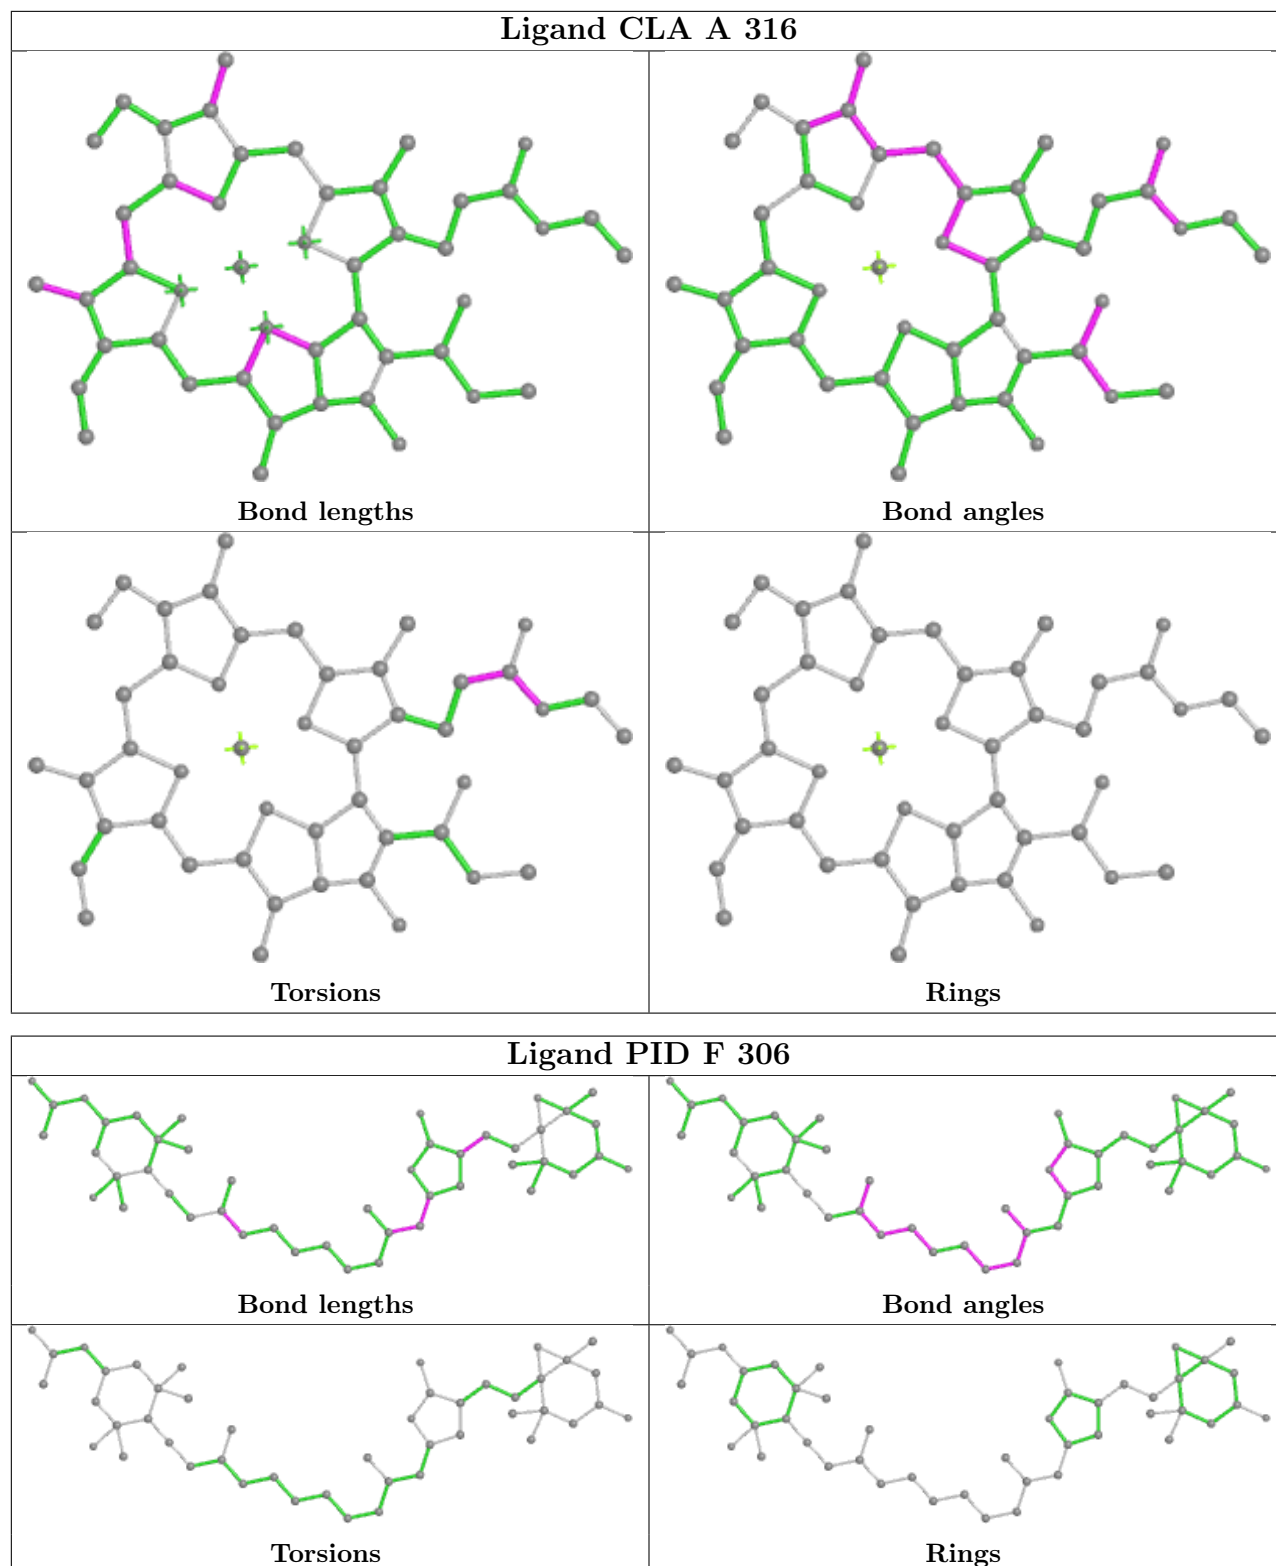 Ligand CLA A 316
Bond lengths
Bond angles
Torsions
Rings
Ligand PID F 306
Bond lengths
Bond angles
Torsions
Rings